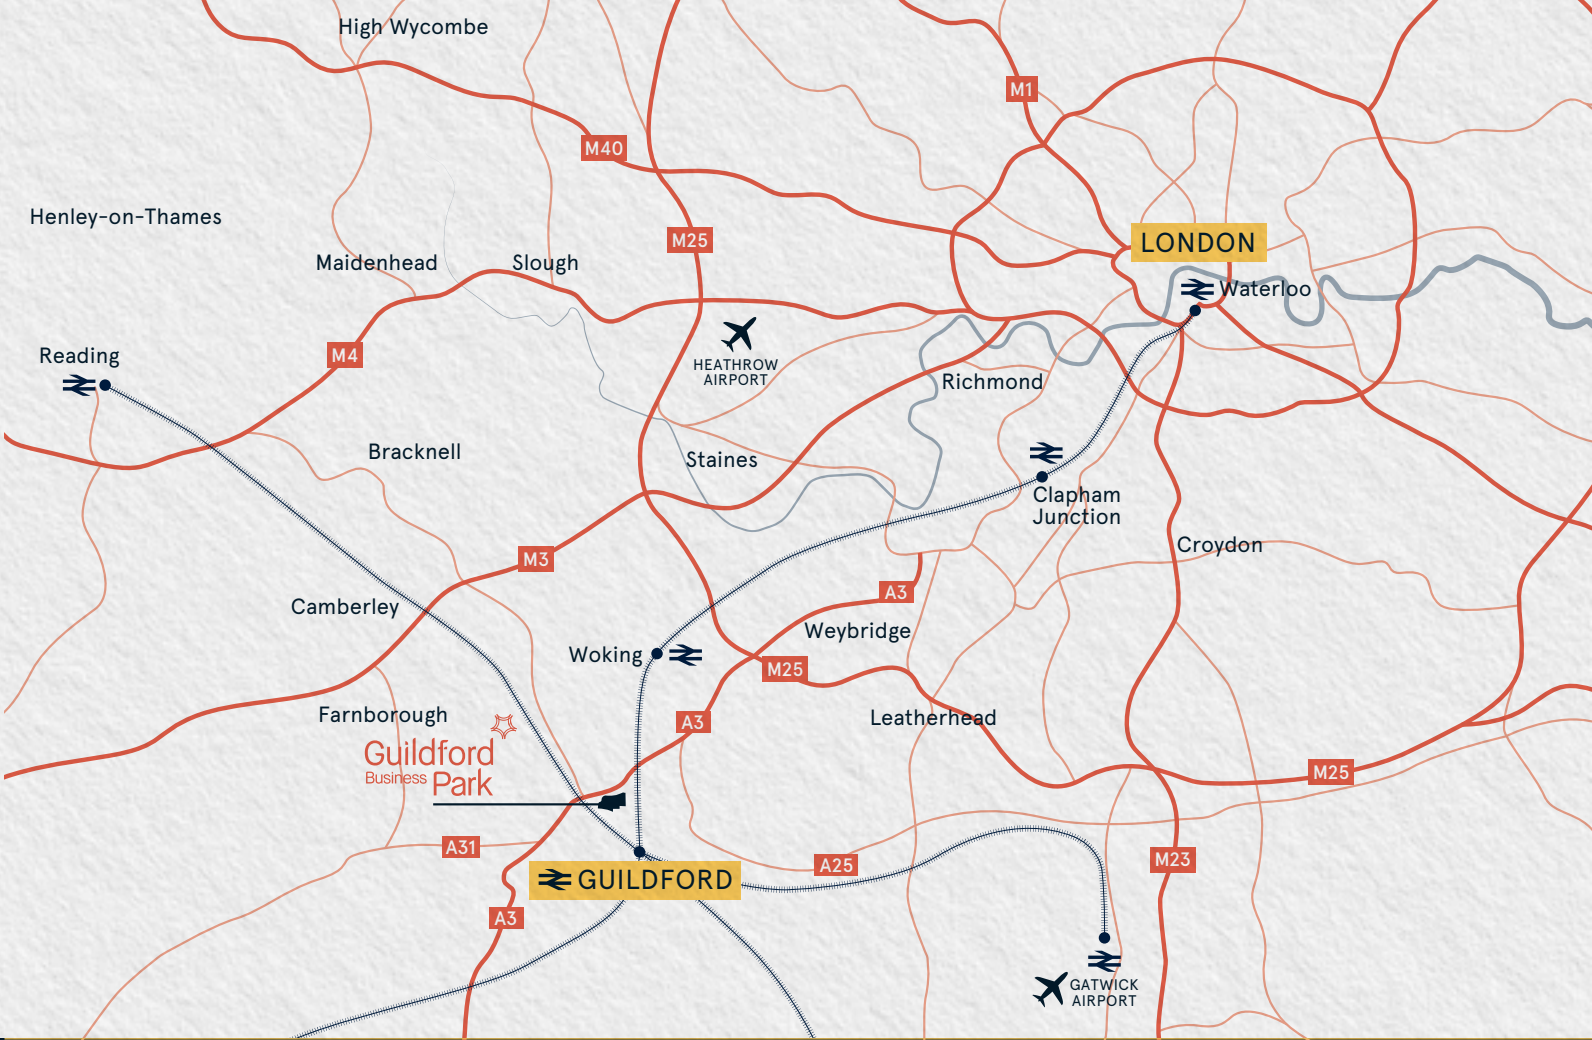 High Wycombe
M1
M40
Henley-on-Thames
M25
LONDON
Maidenhead
Slough
Waterloo
Reading
M4
HEATHROW
AIRPORT
Richmond
Bracknell
Staines
Clapham
Junction
Croydon
M3
A3
Camberley
Weybridge
Woking
M25
Farnborough
A3
Leatherhead
Guildford
Business Park
M25
A31
A25
M23
GUILDFORD
A3
GATWICK
AIRPORT